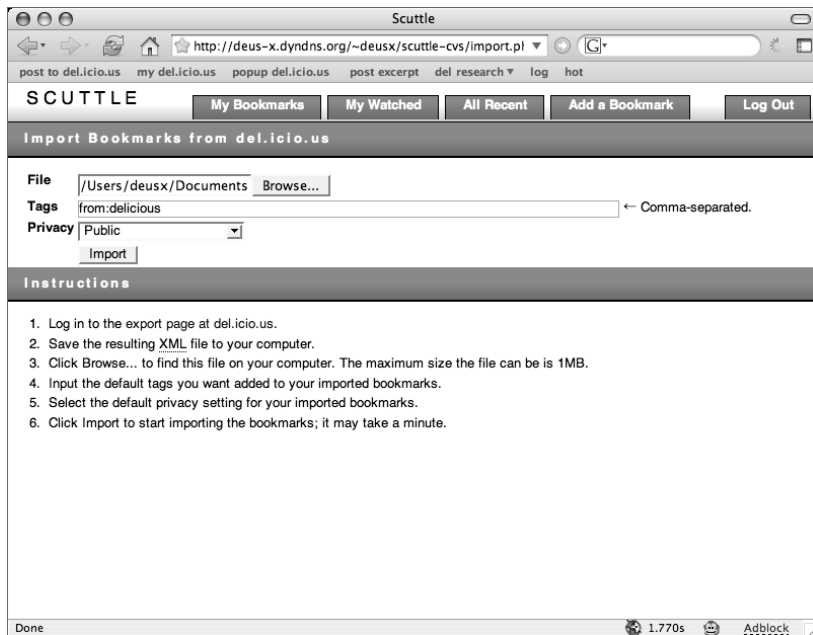 Scuttle
http://deus-x.dyndns.org/~deusx/scuttle-cvs/import.pl
G
post to del.icio.us my del.icio.us popup del.icio.us post excerpt del research ▾ log hot
SCUTTLE My Bookmarks My Watched All Recent Add a Bookmark Log Out
Import Bookmarks from del.icio.us
File /Users/deusx/Documents Browse...
Tags from:delicious ← Comma-separated.
Privacy Public
Import
Instructions
1. Log in to the export page at del.icio.us.
2. Save the resulting XML file to your computer.
3. Click Browse... to find this file on your computer. The maximum size the file can be is 1MB.
4. Input the default tags you want added to your imported bookmarks.
5. Select the default privacy setting for your imported bookmarks.
6. Click Import to start importing the bookmarks; it may take a minute.
Done 1.770s Adblock